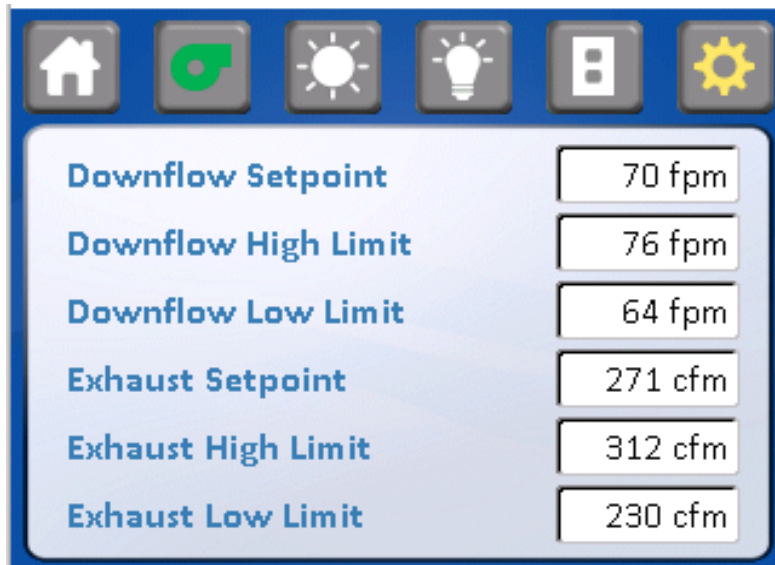 Downflow Setpoint 70 fpm
Downflow High Limit 76 fpm
Downflow Low Limit 64 fpm
Exhaust Setpoint 271 cfm
Exhaust High Limit 312 cfm
Exhaust Low Limit 230 cfm